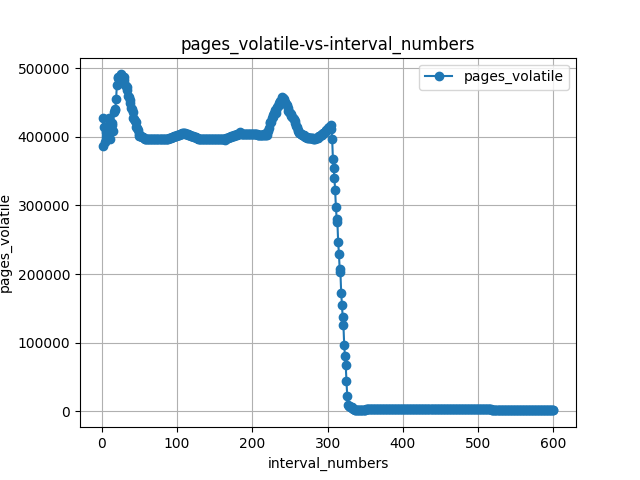 pages_volatile-vs-interval_numbers
pages_volatile
500000
400000
300000
200000
100000
0
pages_volatile
0 100 200 300 400 500 600
interval_numbers